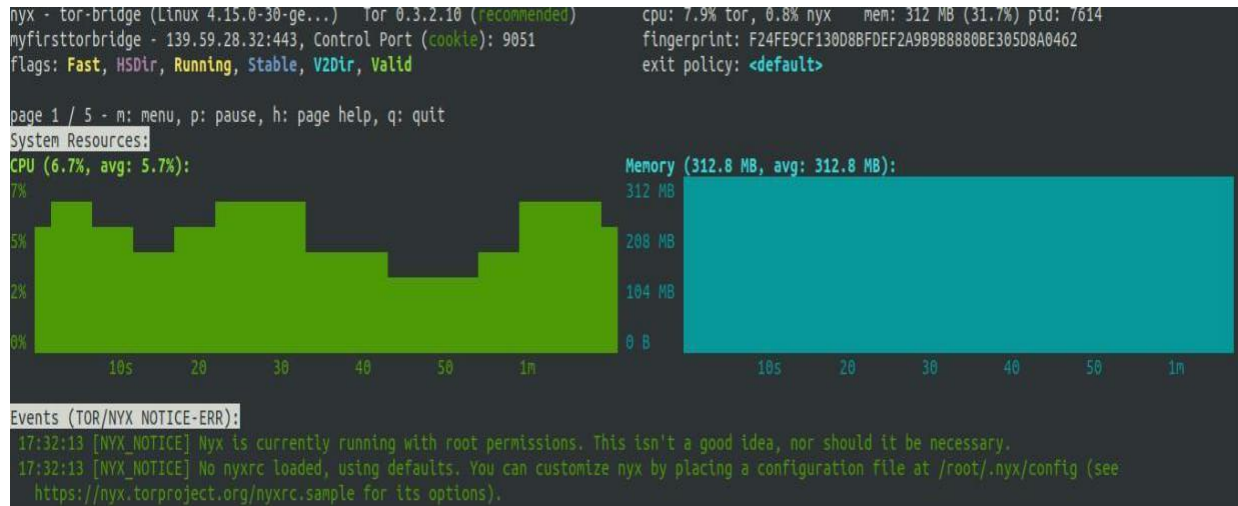 nyx - tor-bridge (Linux 4.15.0-30-ge...) Tor 0.3.2.10 (recommended) cpu: 7.9% tor, 0.8% nyx mem: 312 MB (31.7%) pid: 7614
myfirsttorbridge - 139.59.28.32:443, Control Port (cookie): 9051 fingerprint: F24FE9CF130D8BFDEF2A9B9B8880BE305D8A0462
flags: Fast, HSDir, Running, Stable, V2Dir, Valid exit policy: <default>
page 1 / 5 - m: menu, p: pause, h: page help, q: quit
System Resources:
CPU (6.7%, avg: 5.7%): Memory (312.8 MB, avg: 312.8 MB):
7% 312 MB
5% 208 MB
2% 104 MB
0% 0 B
10s 20 30 40 50 1m 10s 20 30 40 50 1m
Events (TOR/NYX NOTICE-ERR):
17:32:13 [NYX_NOTICE] Nyx is currently running with root permissions. This isn't a good idea, nor should it be necessary.
17:32:13 [NYX_NOTICE] No nyxrc loaded, using defaults. You can customize nyx by placing a configuration file at /root/.nyx/config (see
https://nyx.torproject.org/nyxrc.sample for its options).